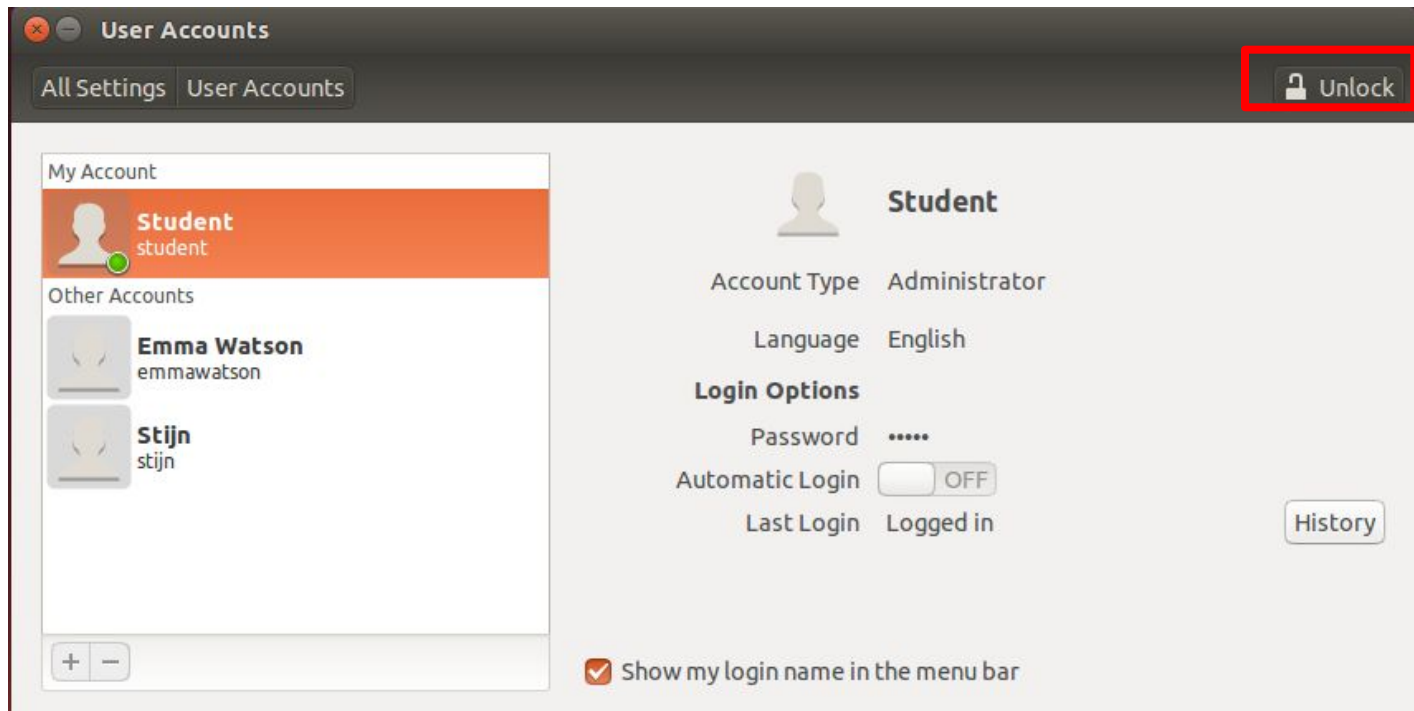 User Accounts
All Settings User Accounts Unlock
My Account
Student
student
Other Accounts
Emma Watson
emmawatson
Stijn
stijn
+ −
Student
Account Type Administrator
Language English
Login Options
Password •••••
Automatic Login OFF
Last Login Logged in History
Show my login name in the menu bar